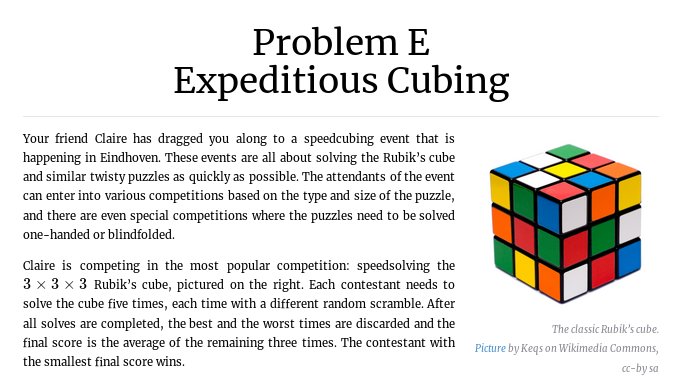 Problem E
Expeditious Cubing
Your friend Claire has dragged you along to a speedcubing event that is
happening in Eindhoven. These events are all about solving the Rubik's cube
and similar twisty puzzles as quickly as possible. The attendants of the event
can enter into various competitions based on the type and size of the puzzle,
and there are even special competitions where the puzzles need to be solved
one-handed or blindfolded.
Claire is competing in the most popular competition: speedsolving the
3 × 3 × 3 Rubik's cube, pictured on the right. Each contestant needs to
solve the cube five times, each time with a different random scramble. After
all solves are completed, the best and the worst times are discarded and the
final score is the average of the remaining three times. The contestant with
the smallest final score wins.
The classic Rubik's cube.
Picture by Keqs on Wikimedia Commons,
cc-by sa